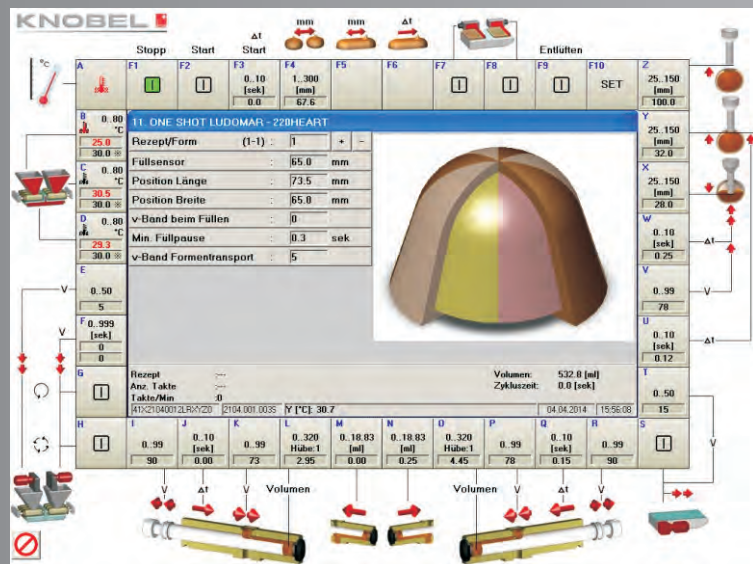 KNOBEL
mm mm Δt
Δt
Stopp Start Start Entlüften
°C
A F1 F2 F3 F4 F5 F6 F7 F8 F9 F10 Z
0..10 1..300 25..150
[sek] [mm] SET [mm]
0.0 67.6 100.0
B 0..80
°C
25.0
30.0
C 0..80
°C
30.5
30.0
D 0..80
°C
29.3
30.0
E
0..50
5
F 0..999
[sek]
0
0
G
H
V
V
11. ONE SHOT LUDOMAR - 220HEART
Rezept/Form (1-1) : 1 + -
Füllsensor : 65.0 mm
Position Länge : 73.5 mm
Position Breite : 65.0 mm
v-Band beim Füllen : 0
Min. Füllpause : 0.3 sek
v-Band Formentransport : 5
Rezept :---
Anz. Takte :---
Takte/Min :0
Volumen: 532.8 [ml]
Zykluszeit: 0.0 [sek]
41X21040012LRXYZ0 2104.001.003S Y [°C]: 30.7 04.04.2014 15:56:08
Y
25..150
[mm]
32.0
X
25..150
[mm]
28.0
W
0..10
[sek]
0.25
Δt
V
0..99
78
V
U
0..10
[sek]
0.12
Δt
T
0..50
15
V
I J K L M N O P Q R S
0..99 0..10 0..99 0..320 0..18.83 0..18.83 0..320 0..99 0..10 0..99
[sek] Hübe:1 [ml] [ml] Hübe:1 [sek]
90 0.00 73 2.95 0.00 0.25 4.45 78 0.15 90
V Δt V Volumen Volumen V Δt V